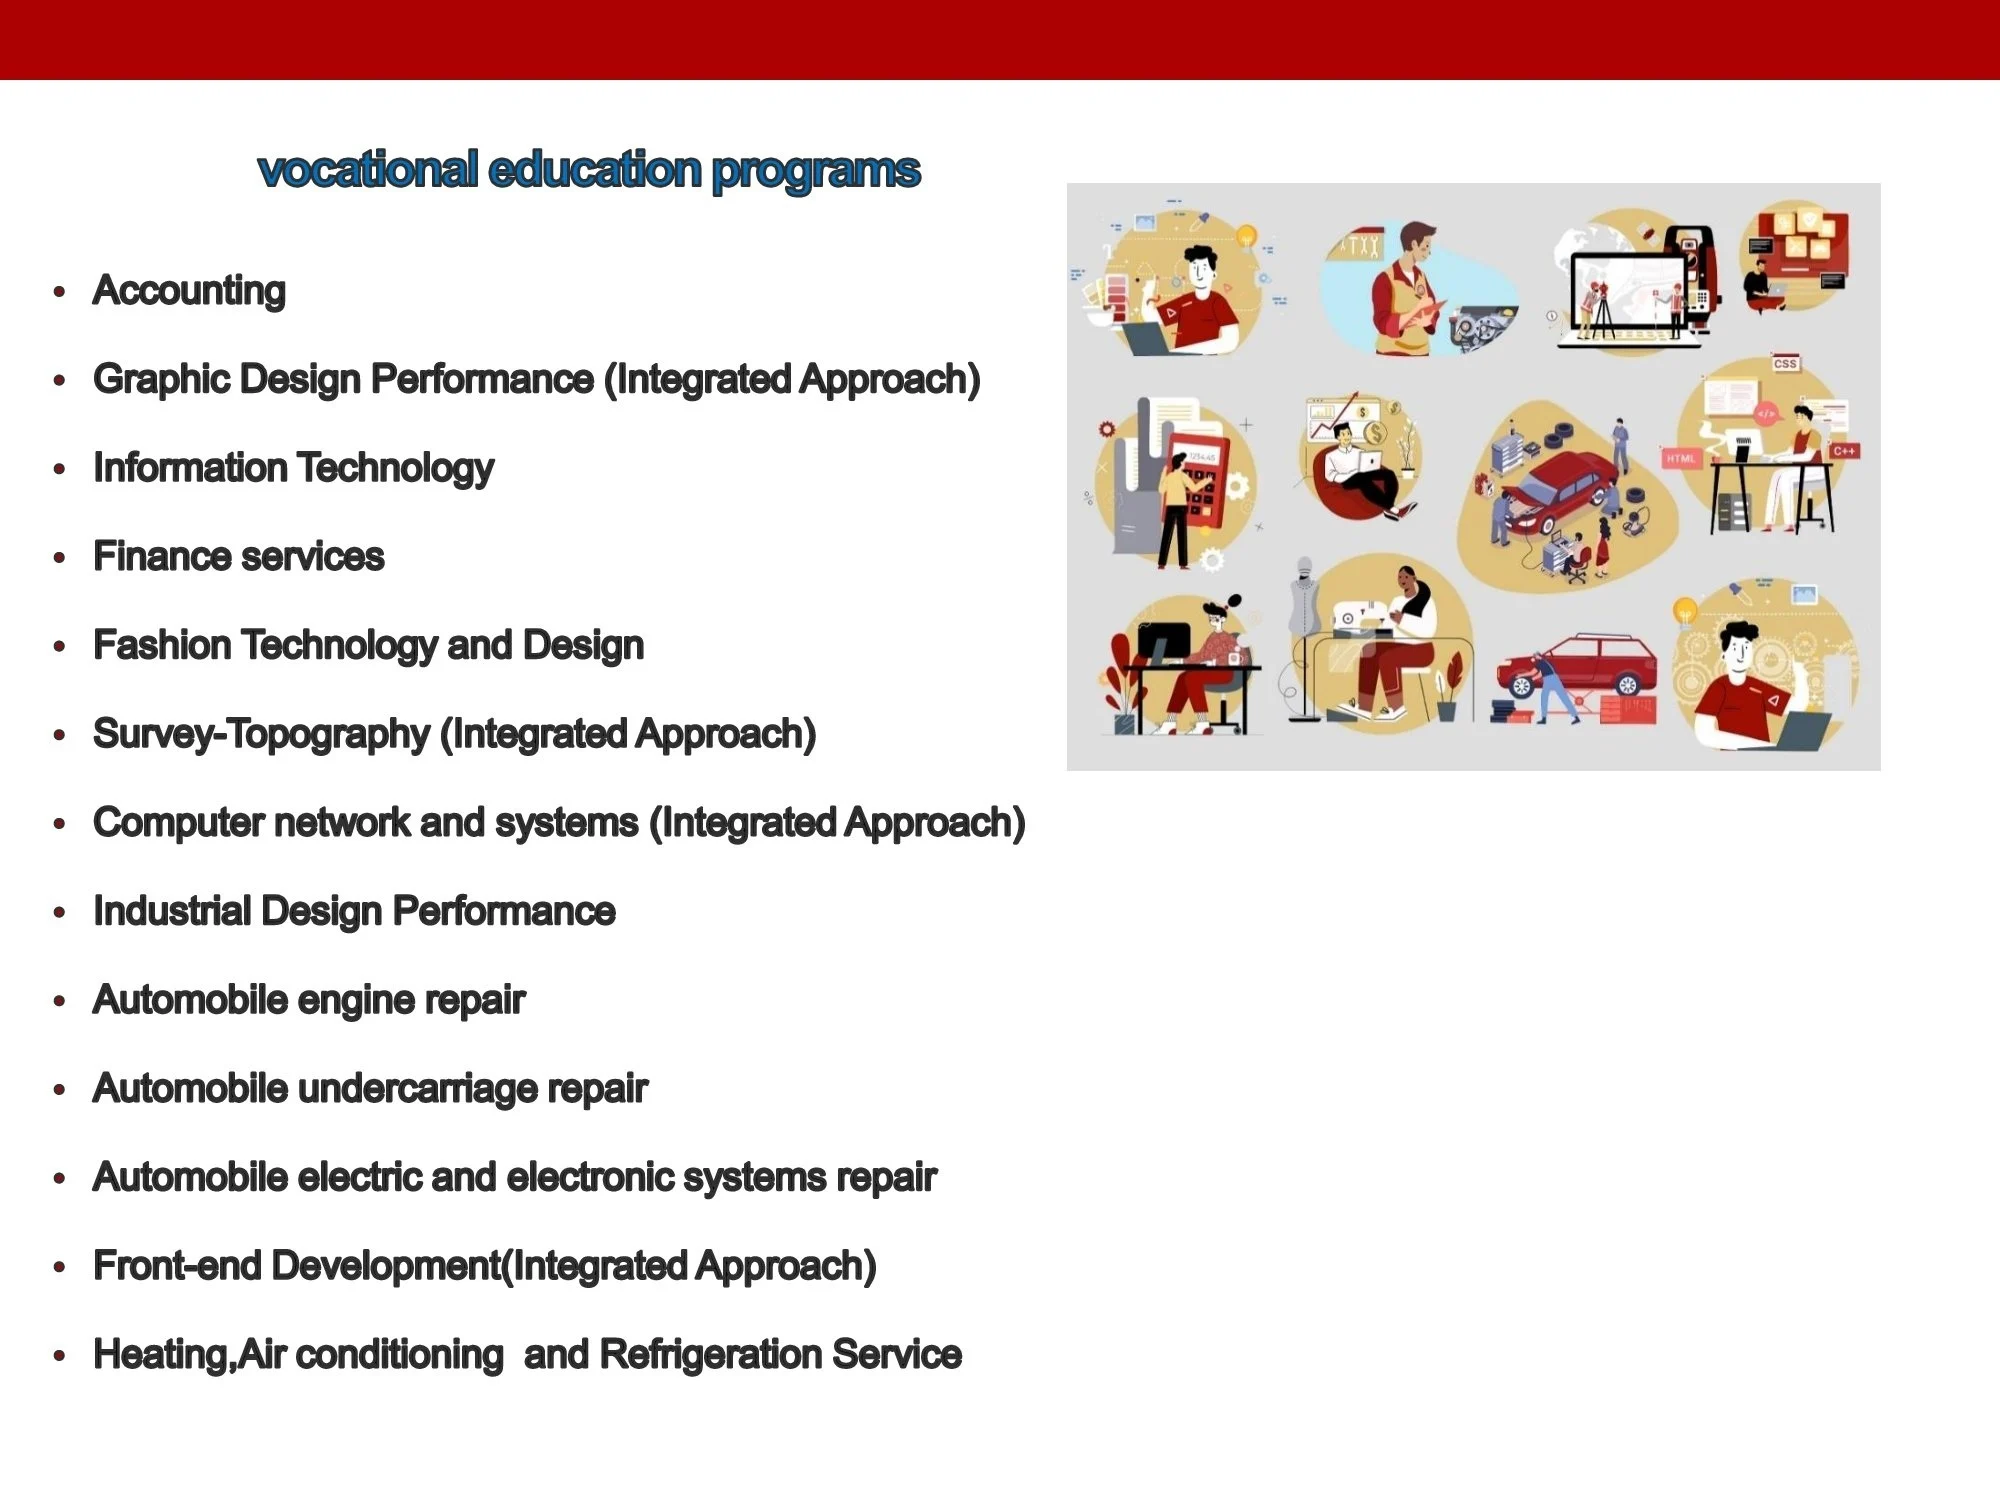 vocational education programs
• Accounting
• Graphic Design Performance (Integrated Approach)
• Information Technology
• Finance services
• Fashion Technology and Design
• Survey-Topography (Integrated Approach)
• Computer network and systems (Integrated Approach)
• Industrial Design Performance
• Automobile engine repair
• Automobile undercarriage repair
• Automobile electric and electronic systems repair
• Front-end Development(Integrated Approach)
• Heating,Air conditioning  and Refrigeration Service
CSS
HTML
C++